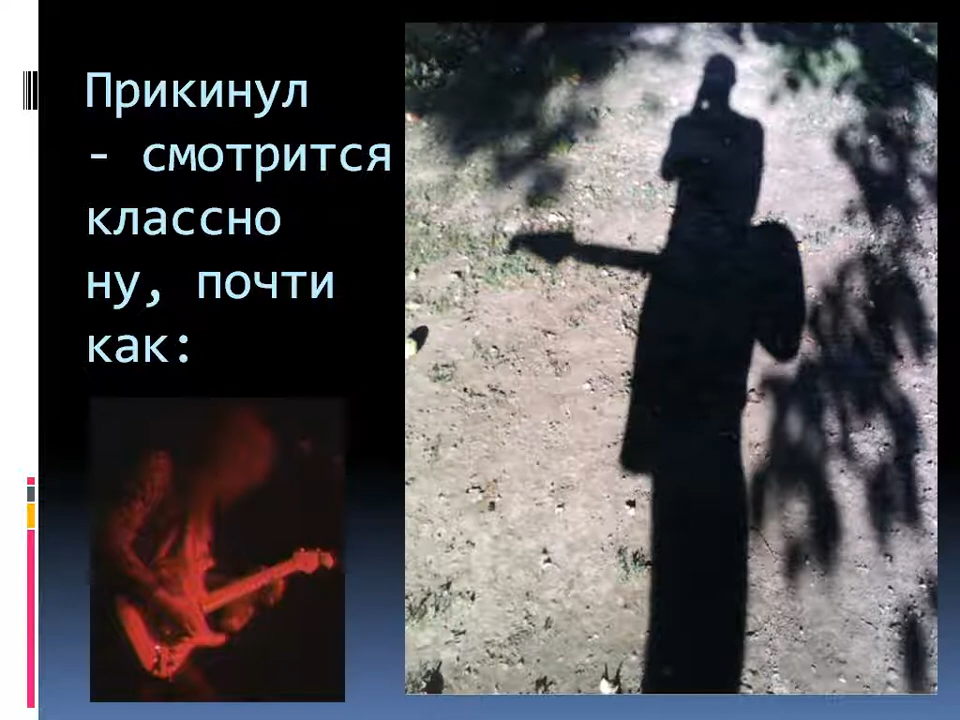 Прикинул
- смотрится
классно
ну, почти
как: